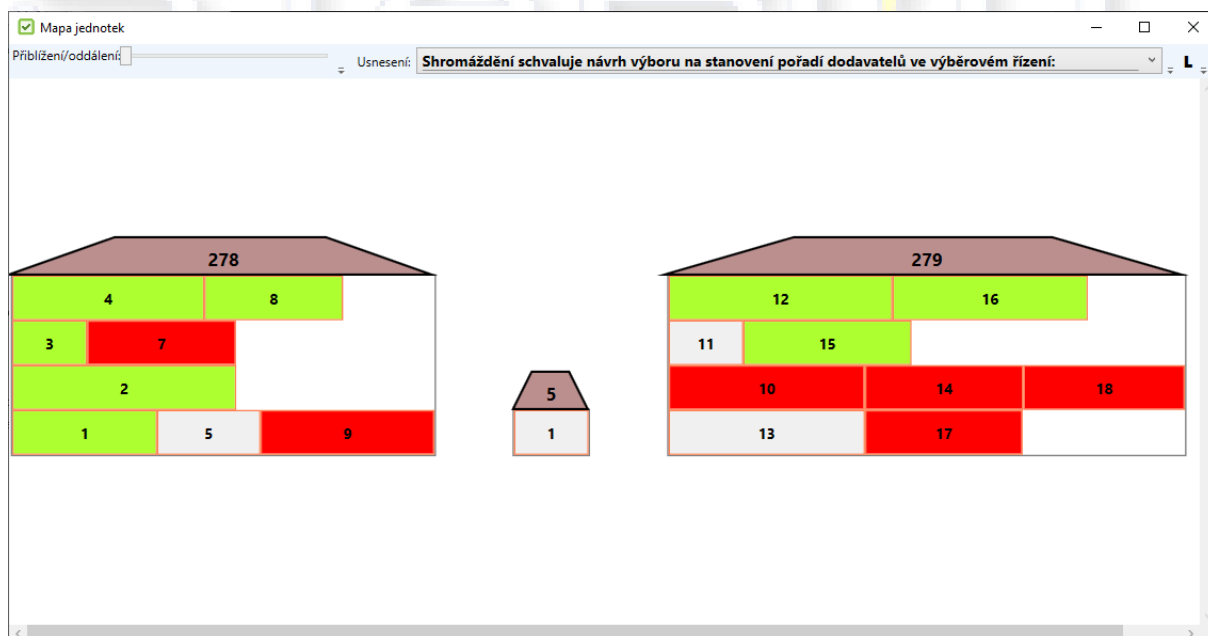 Mapa jednotek
Přiblížení/oddálení:
Usnesení: Shromáždění schvaluje návrh výboru na stanovení pořadí dodavatelů ve výběrovém řízení: L
278
4 8
3 7
2
1 5 9
5
1
279
12 16
11 15
10 14 18
13 17